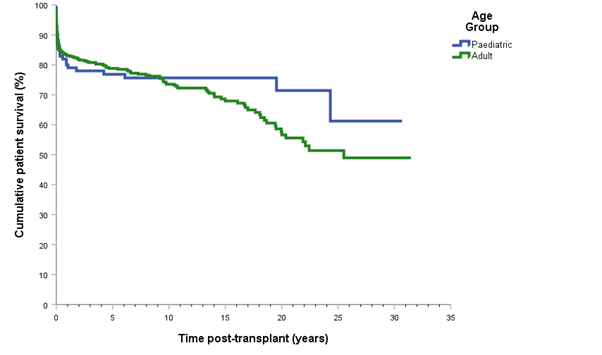 Age
Group
Paediatric
Adult
Cumulative patient survival (%)
100
90
80
70
60
50
40
30
20
10
0
0 5 10 15 20 25 30 35
Time post-transplant (years)